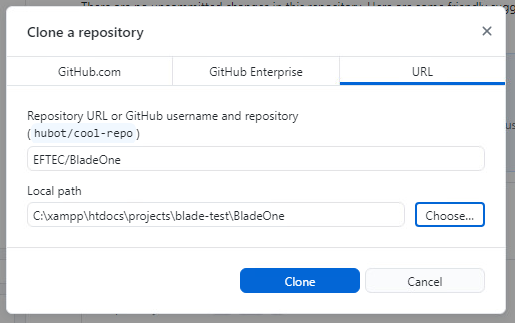 There are no uncommitted changes in this repository. Here are some friendly sugg
Clone a repository
GitHub.com
GitHub Enterprise
URL
Repository URL or GitHub username and repository
( hubot/cool-repo )
EFTEC/BladeOne
Local path
C:\xampp\htdocs\projects\blade-test\BladeOne
Choose...
us
Clone
Cancel